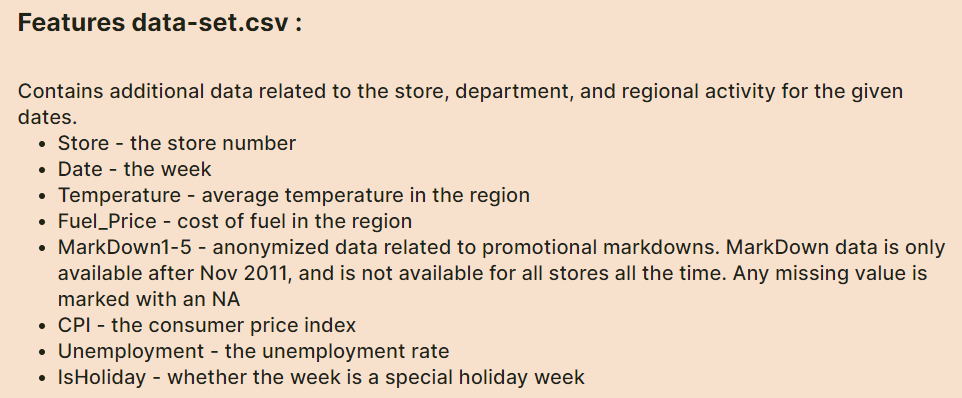 Features data-set.csv :
Contains additional data related to the store, department, and regional activity for the given
dates.
• Store - the store number
• Date - the week
• Temperature - average temperature in the region
• Fuel_Price - cost of fuel in the region
• MarkDown1-5 - anonymized data related to promotional markdowns. MarkDown data is only
available after Nov 2011, and is not available for all stores all the time. Any missing value is
marked with an NA
• CPI - the consumer price index
• Unemployment - the unemployment rate
• IsHoliday - whether the week is a special holiday week